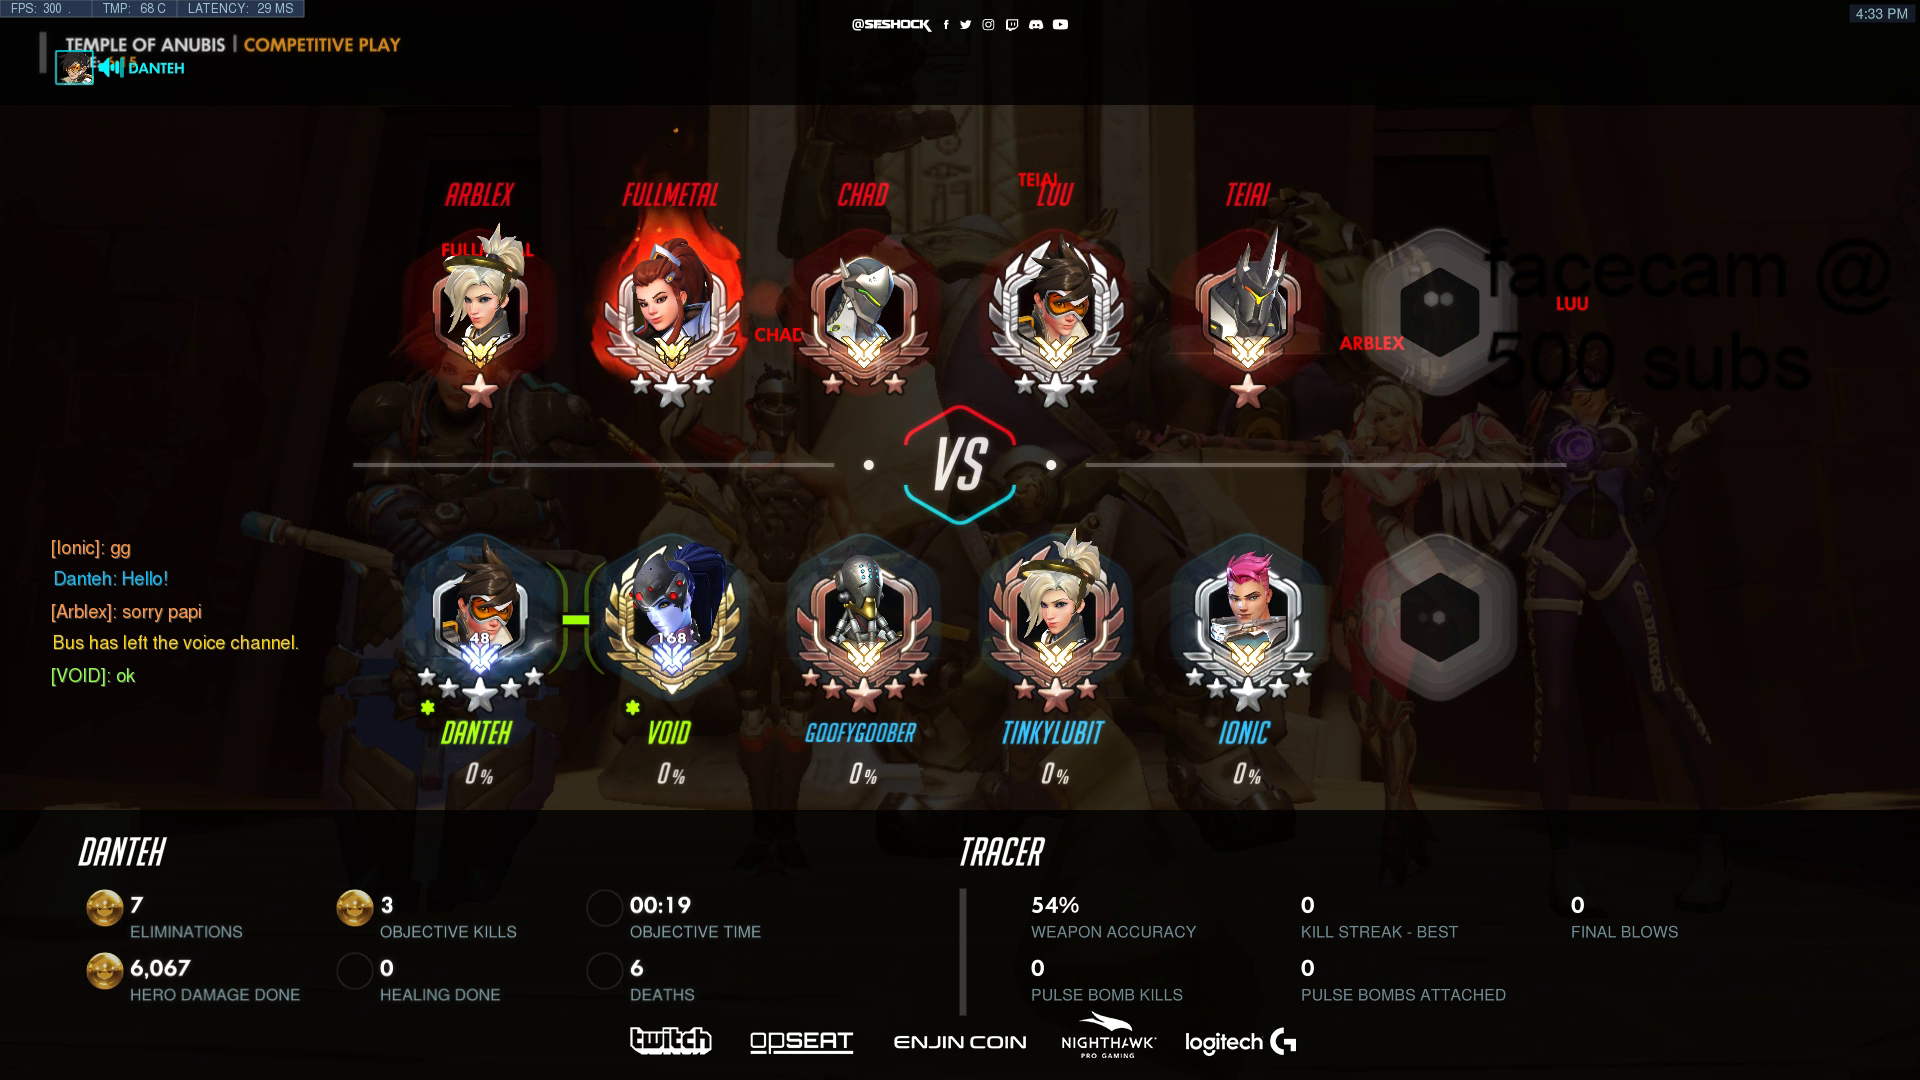 FPS: 300 . TMP: 68 C LATENCY: 29 MS
@SESHOCK
4:33 PM
TEMPLE OF ANUBIS | COMPETITIVE PLAY
DANTEH
ARBLEX FULLMETAL CHAD LUU TEIAI
TEIAI
CHAD
ARBLEX
LUU
facecam @
500 subs
VS
[Ionic]: gg
Danteh: Hello!
[Arblex]: sorry papi
Bus has left the voice channel.
[VOID]: ok
48 168
DANTEH VOID GOOFYGOOBER TINKYLUBIT IONIC
0% 0% 0% 0% 0%
DANTEH
7
ELIMINATIONS
3
OBJECTIVE KILLS
00:19
OBJECTIVE TIME
6,067
HERO DAMAGE DONE
0
HEALING DONE
6
DEATHS
TRACER
54%
WEAPON ACCURACY
0
KILL STREAK - BEST
0
FINAL BLOWS
0
PULSE BOMB KILLS
0
PULSE BOMBS ATTACHED
twitch OPSEAT ENJIN COIN NIGHTHAWK PRO GAMING logitech G